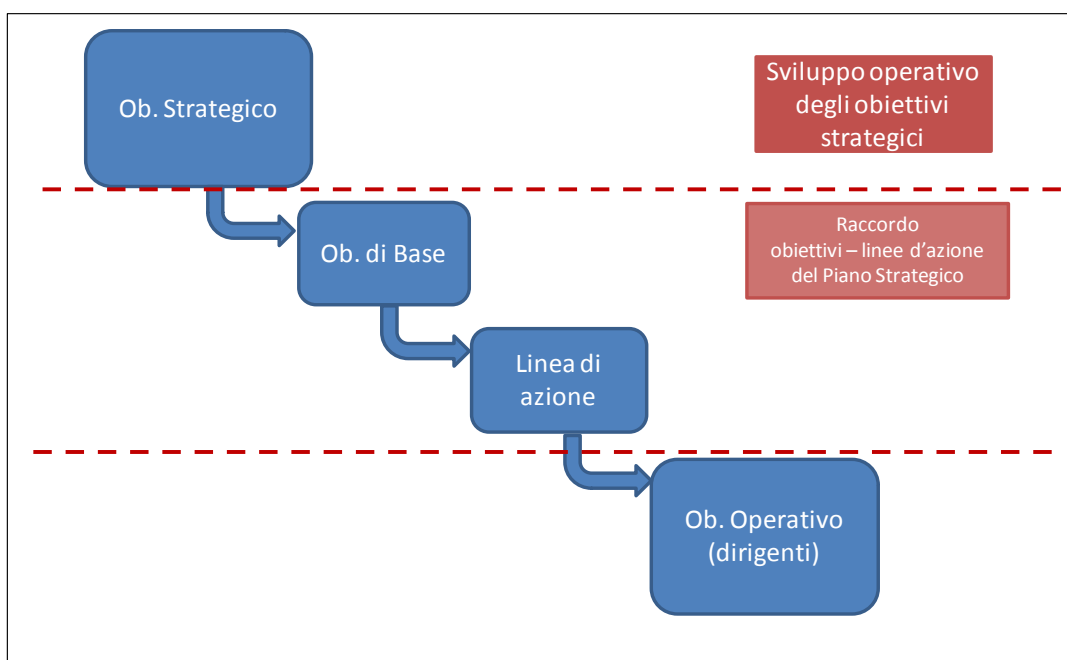 Ob. Strategico
Sviluppo operativo
degli obiettivi
strategici
Ob. di Base
Raccordo
obiettivi – linee d’azione
del Piano Strategico
Linea di
azione
Ob. Operativo
(dirigenti)